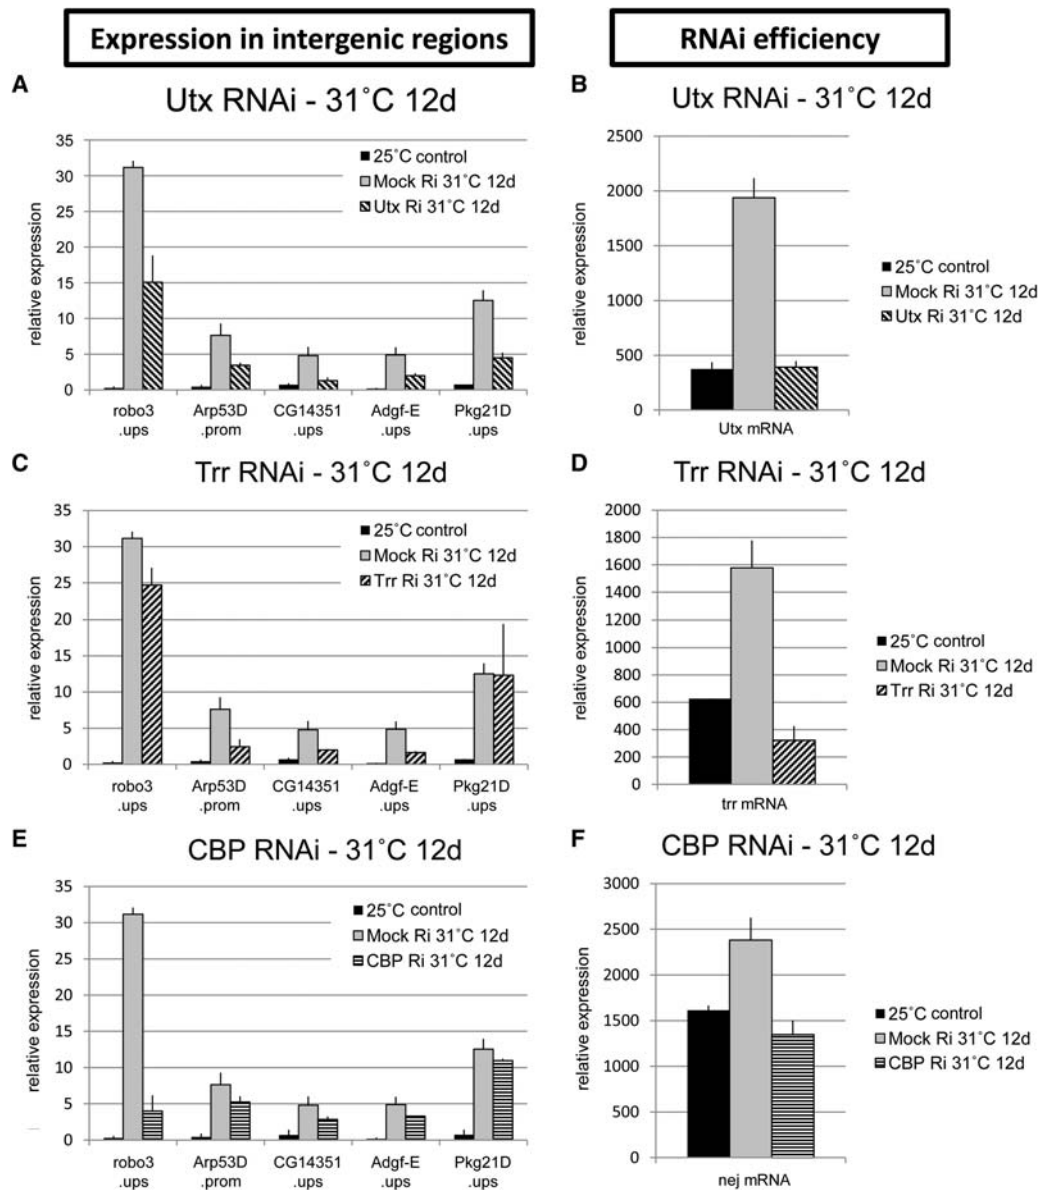 Expression in intergenic regions
RNAi efficiency
A
Utx RNAi - 31˚C 12d
35
30
25
20
15
10
5
0
relative expression
25˚C control
Mock Ri 31˚C 12d
Utx Ri 31˚C 12d
robo3 Arp53D CG14351 Adgf-E Pkg21D
.ups .prom .ups .ups .ups
B
Utx RNAi - 31˚C 12d
2500
2000
1500
1000
500
0
relative expression
25˚C control
Mock Ri 31˚C 12d
Utx Ri 31˚C 12d
Utx mRNA
C
Trr RNAi - 31˚C 12d
35
30
25
20
15
10
5
0
relative expression
25˚C control
Mock Ri 31˚C 12d
Trr Ri 31˚C 12d
robo3 Arp53D CG14351 Adgf-E Pkg21D
.ups .prom .ups .ups .ups
D
Trr RNAi - 31˚C 12d
2000
1800
1600
1400
1200
1000
800
600
400
200
0
relative expression
25˚C control
Mock Ri 31˚C 12d
Trr Ri 31˚C 12d
trr mRNA
E
CBP RNAi - 31˚C 12d
35
30
25
20
15
10
5
0
relative expression
25˚C control
Mock Ri 31˚C 12d
CBP Ri 31˚C 12d
robo3 Arp53D CG14351 Adgf-E Pkg21D
.ups .prom .ups .ups .ups
F
CBP RNAi - 31˚C 12d
3000
2500
2000
1500
1000
500
0
relative expression
25˚C control
Mock Ri 31˚C 12d
CBP Ri 31˚C 12d
nej mRNA